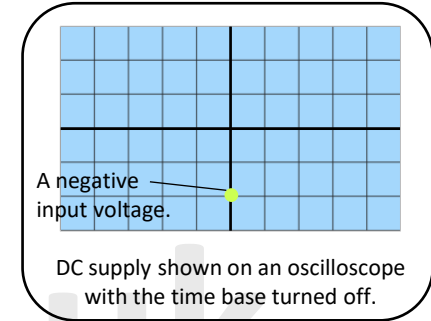 A negative
input voltage.
DC supply shown on an oscilloscope
with the time base turned off.